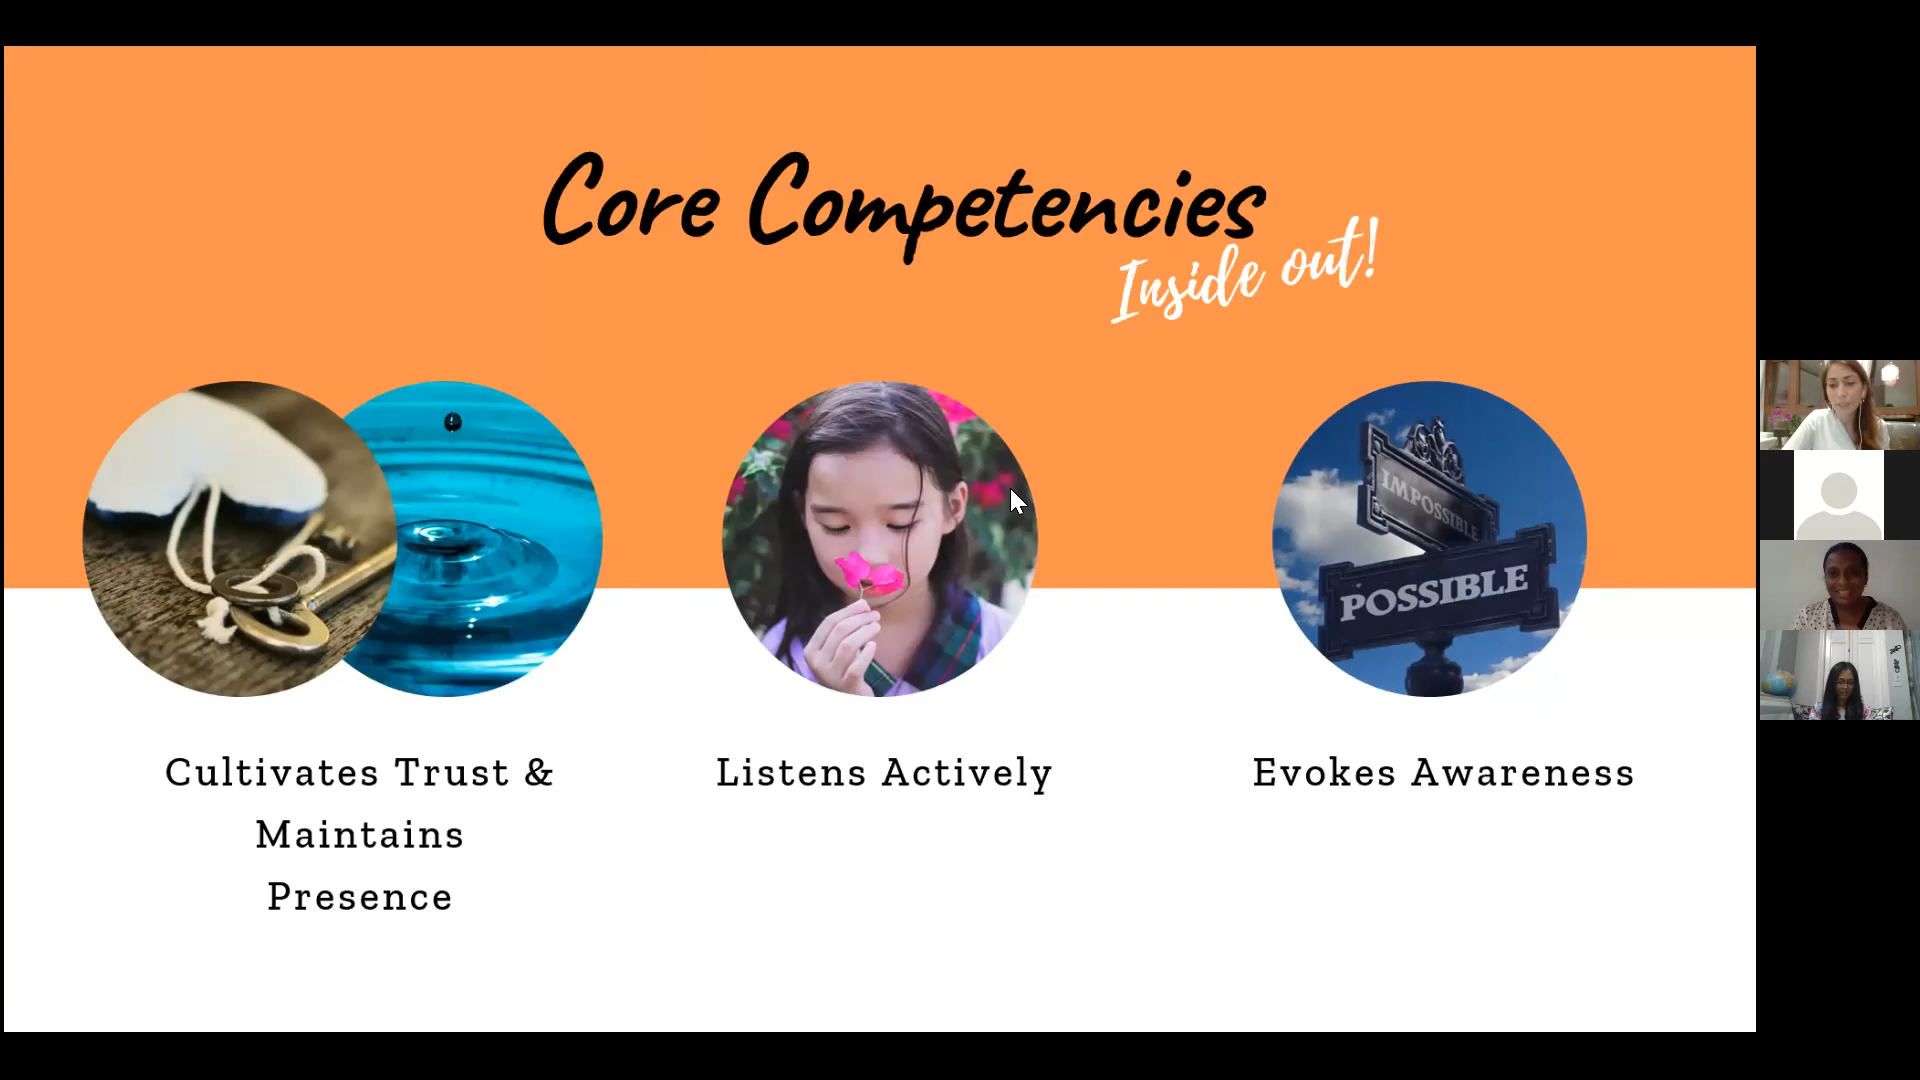 Core Competencies
Inside out!
IMPOSSIBLE
POSSIBLE
Cultivates Trust &
Maintains
Presence
Listens Actively
Evokes Awareness